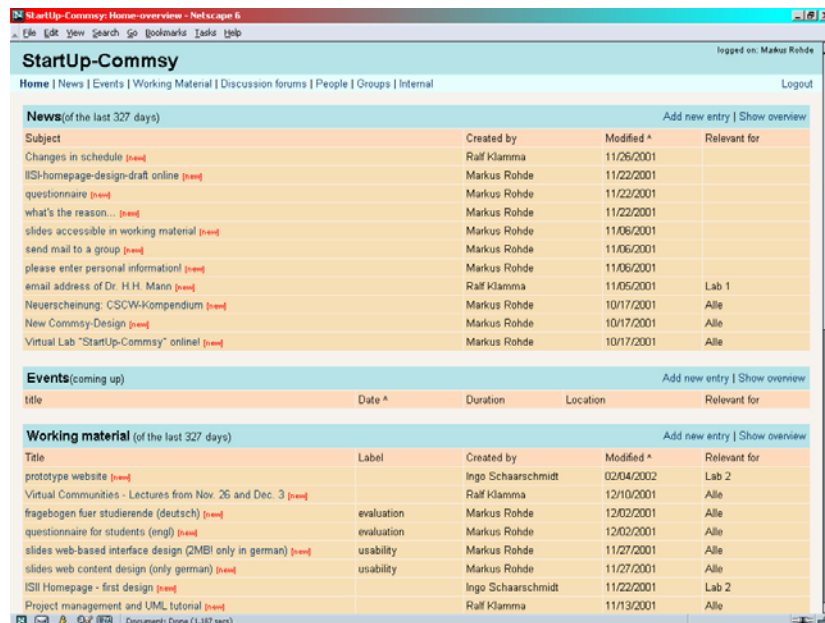 StartUp-Commsy: Home-overview - Netscape 6
File Edit View Search Go Bookmarks Tasks Help
logged on: Markus Rohde
StartUp-Commsy
Home | News | Events | Working Material | Discussion forums | People | Groups | Internal Logout
News(of the last 327 days) Add new entry | Show overview
Subject Created by Modified ^ Relevant for
Changes in schedule [new] Ralf Klamma 11/26/2001
IISI-homepage-design-draft online [new] Markus Rohde 11/22/2001
questionnaire [new] Markus Rohde 11/22/2001
what's the reason... [new] Markus Rohde 11/22/2001
slides accessible in working material [new] Markus Rohde 11/06/2001
send mail to a group [new] Markus Rohde 11/06/2001
please enter personal information! [new] Markus Rohde 11/06/2001
email address of Dr. H.H. Mann [new] Ralf Klamma 11/05/2001 Lab 1
Neuerscheinung: CSCW-Kompendium [new] Markus Rohde 10/17/2001 Alle
New Commsy-Design [new] Markus Rohde 10/17/2001 Alle
Virtual Lab "StartUp-Commsy" online! [new] Markus Rohde 10/17/2001 Alle
Events(coming up) Add new entry | Show overview
title Date ^ Duration Location Relevant for
Working material (of the last 327 days) Add new entry | Show overview
Title Label Created by Modified ^ Relevant for
prototype website [new] Ingo Schaarschmidt 02/04/2002 Lab 2
Virtual Communities - Lectures from Nov. 26 and Dec. 3 [new] Ralf Klamma 12/10/2001 Alle
fragebogen fuer studierende (deutsch) [new] evaluation Markus Rohde 12/02/2001 Alle
questionnaire for students (engl) [new] evaluation Markus Rohde 12/02/2001 Alle
slides web-based interface design (2MB! only in german) [new] usability Markus Rohde 11/27/2001 Alle
slides web content design (only german) [new] usability Markus Rohde 11/27/2001 Alle
ISII Homepage - first design [new] Ingo Schaarschmidt 11/22/2001 Lab 2
Project management and UML tutorial [new] Ralf Klamma 11/13/2001 Alle
Document: Done (1.187 secs)